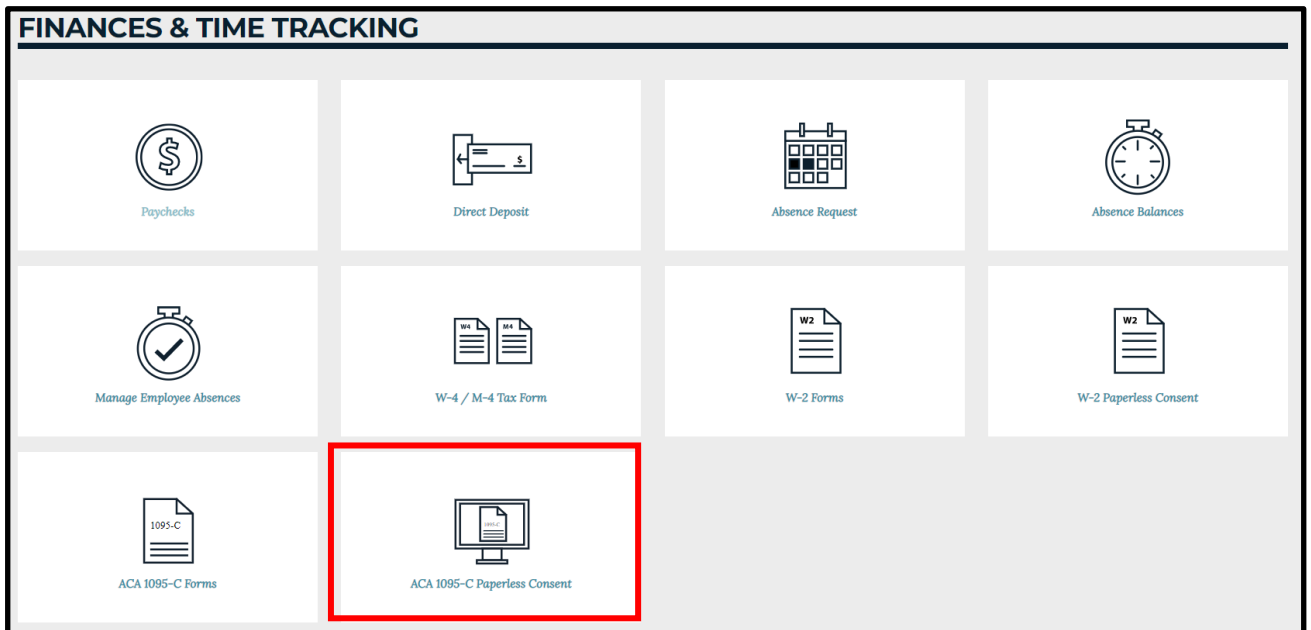 FINANCES & TIME TRACKING
$
$
Paychecks
Direct Deposit
Absence Request
Absence Balances
W4
M4
W2
W2
Manage Employee Absences
W-4 / M-4 Tax Form
W-2 Forms
W-2 Paperless Consent
1095-C
1095-C
ACA 1095-C Forms
ACA 1095-C Paperless Consent